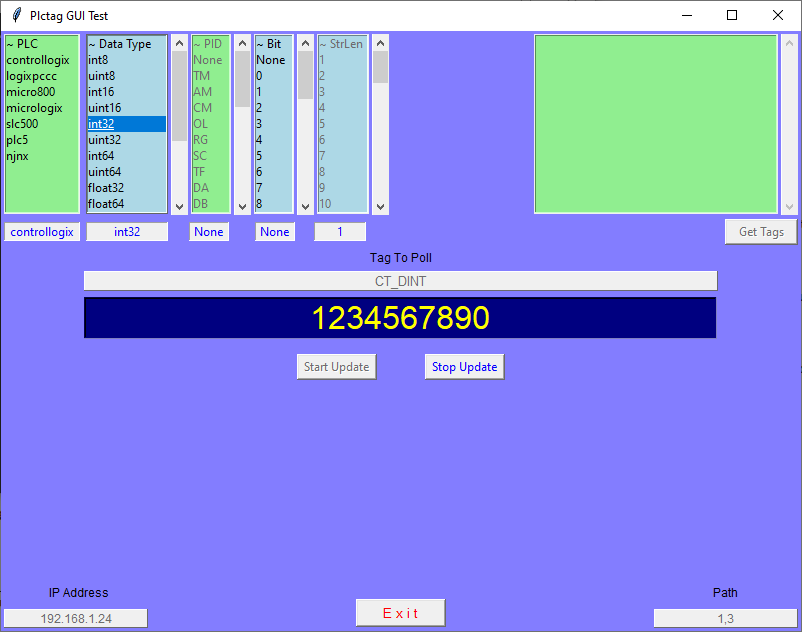 Plctag GUI Test
~ PLC
controllogix
logixpccc
micro800
micrologix
slc500
plc5
njnx
~ Data Type
int8
uint8
int16
uint16
int32
uint32
int64
uint64
float32
float64
~ PID
None
TM
AM
CM
OL
RG
SC
TF
DA
DB
~ Bit
None
0
1
2
3
4
5
6
7
8
~ StrLen
1
2
3
4
5
6
7
8
9
10
controllogix int32 None None 1 Get Tags
Tag To Poll
CT_DINT
1234567890
Start Update Stop Update
IP Address Path
192.168.1.24 E x i t 1,3